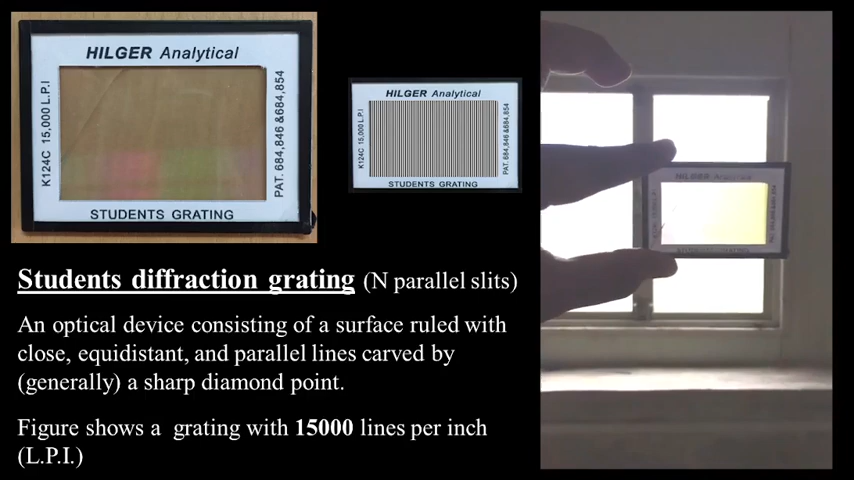 HILGER Analytical
K124C 15,000 L.P.I
PAT. 684,846 &684,854
STUDENTS GRATING
HILGER Analytical
K124C 15,000 L.P.I
PAT. 684,846 &684,854
STUDENTS GRATING
HILGER Analytical
Students diffraction grating (N parallel slits)
An optical device consisting of a surface ruled with
close, equidistant, and parallel lines carved by
(generally) a sharp diamond point.
Figure shows a grating with 15000 lines per inch
(L.P.I.)